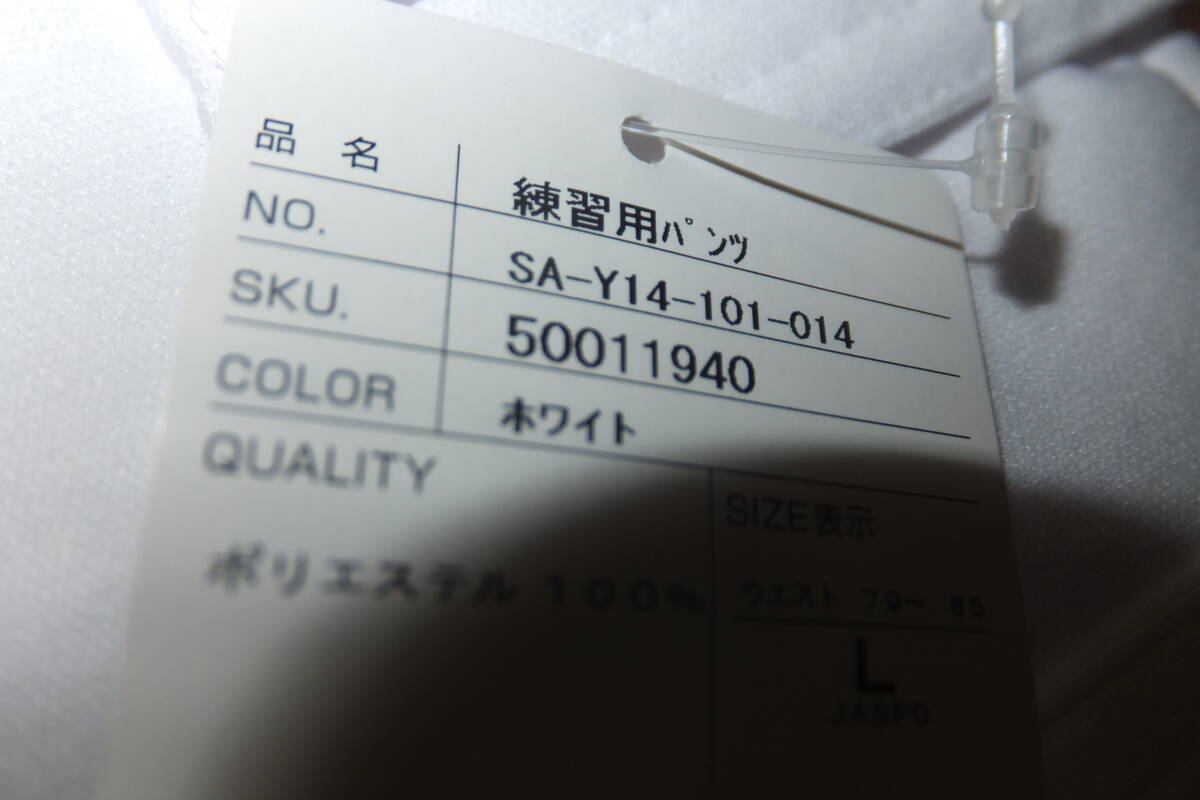 品 名 練習用ﾊﾟﾝﾂ
NO. SA-Y14-101-014
SKU. 50011940
COLOR ホワイト
QUALITY
ポリエステル 100%
SIZE表示
ウエスト 79～ 85
L
JASPO